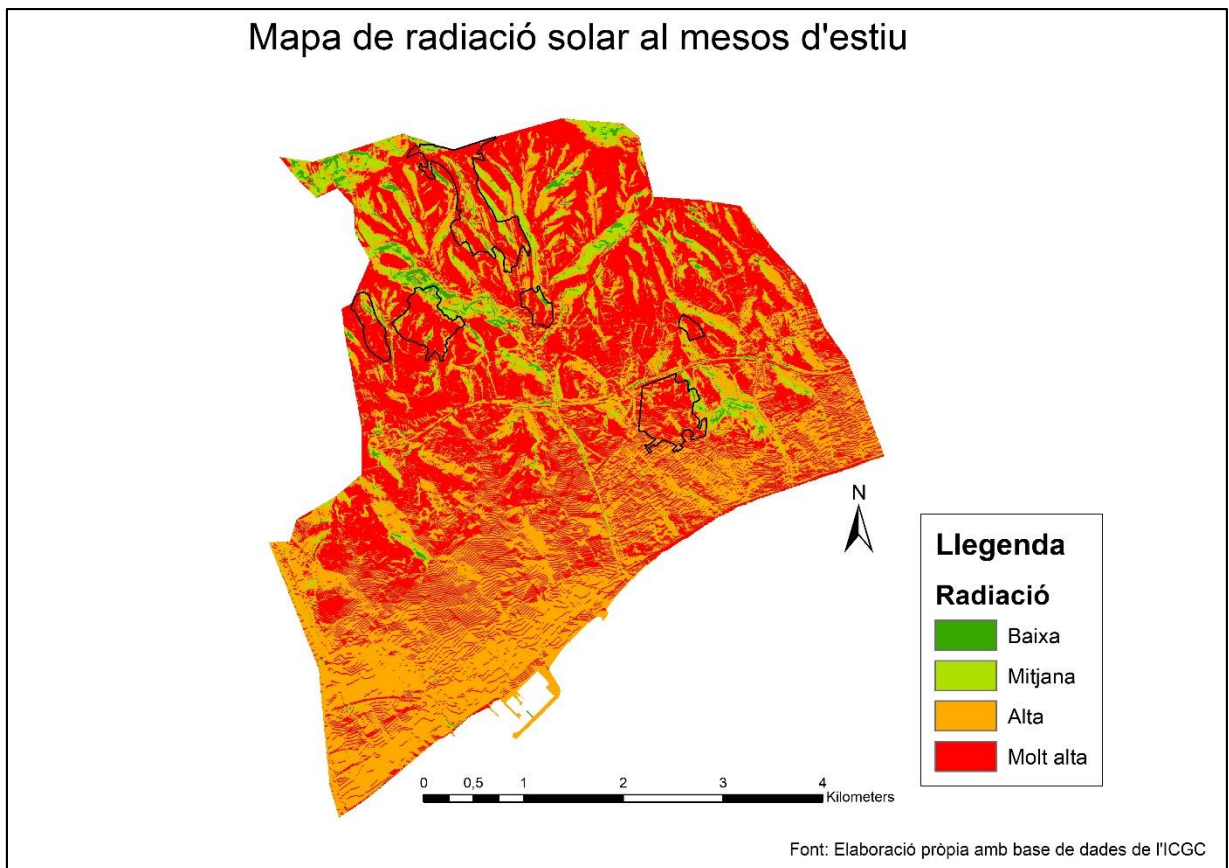 Mapa de radiació solar al mesos d'estiu
N
Llegenda
Radiació
Baixa
Mitjana
Alta
Molt alta
0 0,5 1 2 3 4
Kilometers
Font: Elaboració pròpia amb base de dades de l'ICGC